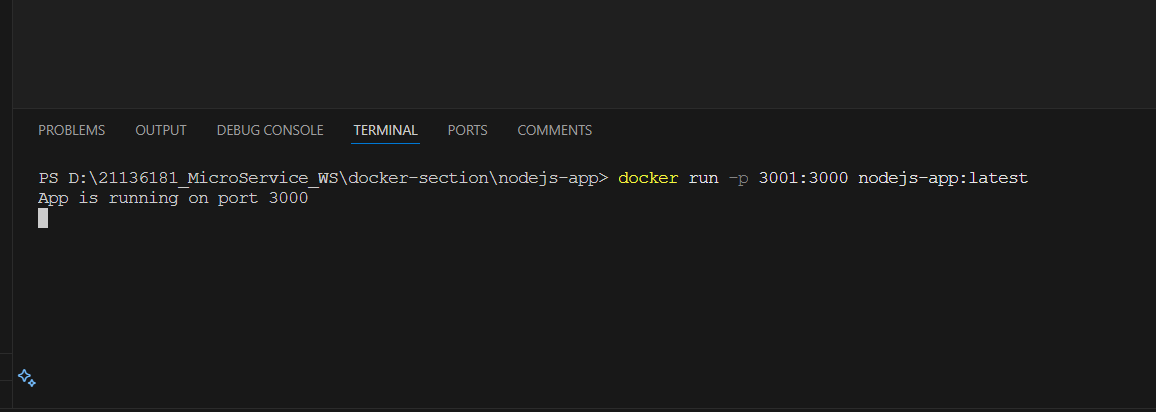 PROBLEMS OUTPUT DEBUG CONSOLE TERMINAL PORTS COMMENTS
PS D:\21136181_MicroService_WS\docker-section\nodejs-app> docker run -p 3001:3000 nodejs-app:latest
App is running on port 3000